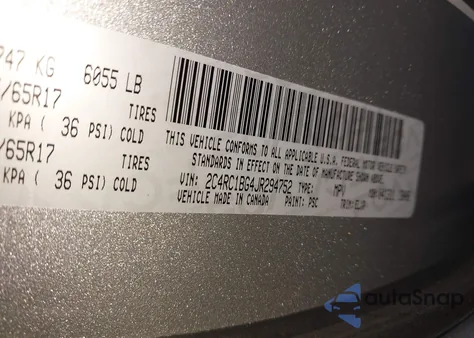 747 KG 6055 LB
/65R17 TIRES
KPA ( 36 PSI) COLD
/65R17 TIRES
KPA ( 36 PSI) COLD
THIS VEHICLE CONFORMS TO ALL APPLICABLE U.S.A. FEDERAL MOTOR VEHICLE SAFETY
STANDARDS IN EFFECT ON THE DATE OF MANUFACTURE SHOWN ABOVE.
VIN: 2C4RC1BG4JR294752 TYPE: MPV
VEHICLE MADE IN CANADA PAINT: PSC TRIM:
autoSnap